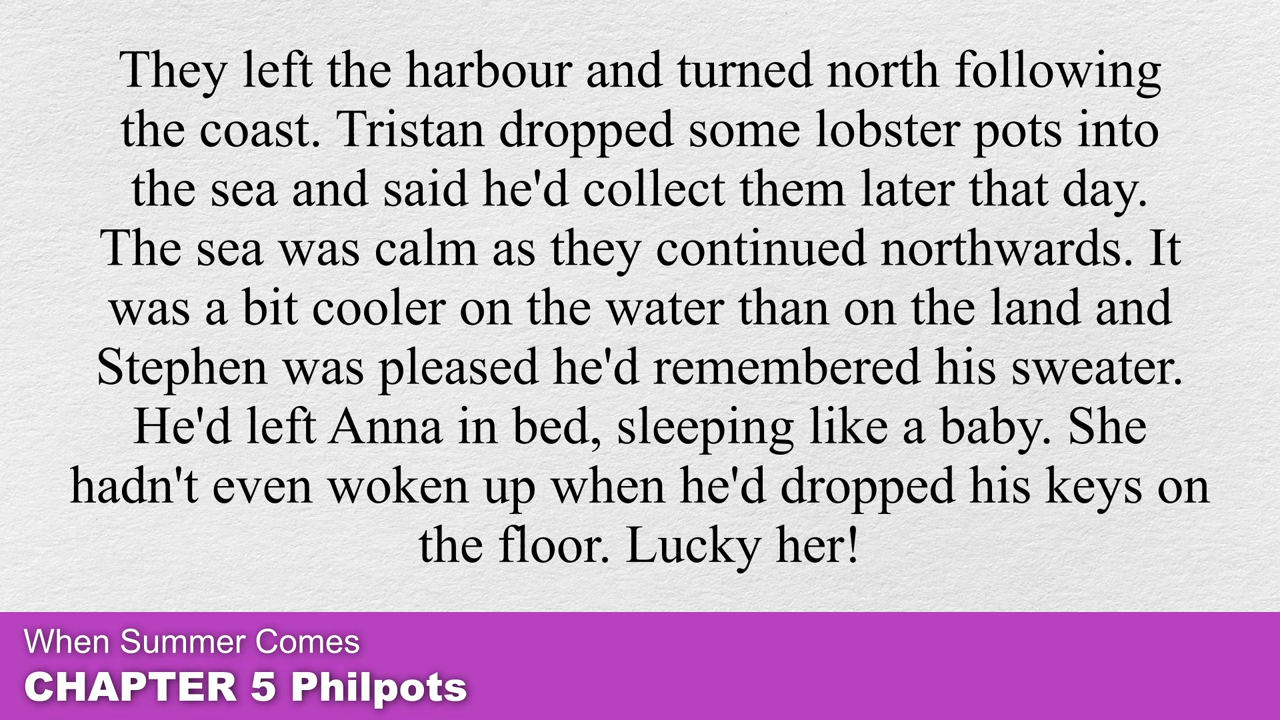 They left the harbour and turned north following
the coast. Tristan dropped some lobster pots into
the sea and said he'd collect them later that day.
The sea was calm as they continued northwards. It
was a bit cooler on the water than on the land and
Stephen was pleased he'd remembered his sweater.
He'd left Anna in bed, sleeping like a baby. She
hadn't even woken up when he'd dropped his keys on
the floor. Lucky her!
When Summer Comes
CHAPTER 5 Philpots